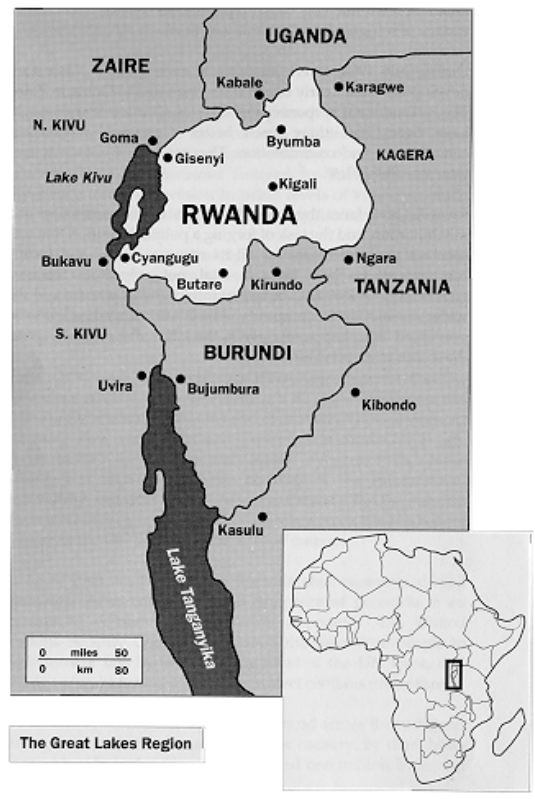 UGANDA
ZAIRE
Kabale
Karagwe
N. KIVU
Goma
Byumba
Gisenyi
KAGERA
Lake Kivu
Kigali
RWANDA
Bukavu
Cyangugu
Ngara
Butare
Kirundo
TANZANIA
S. KIVU
BURUNDI
Uvira
Bujumbura
Kibondo
Kasulu
Lake Tanganyika
0 miles 50
0 km 80
The Great Lakes Region